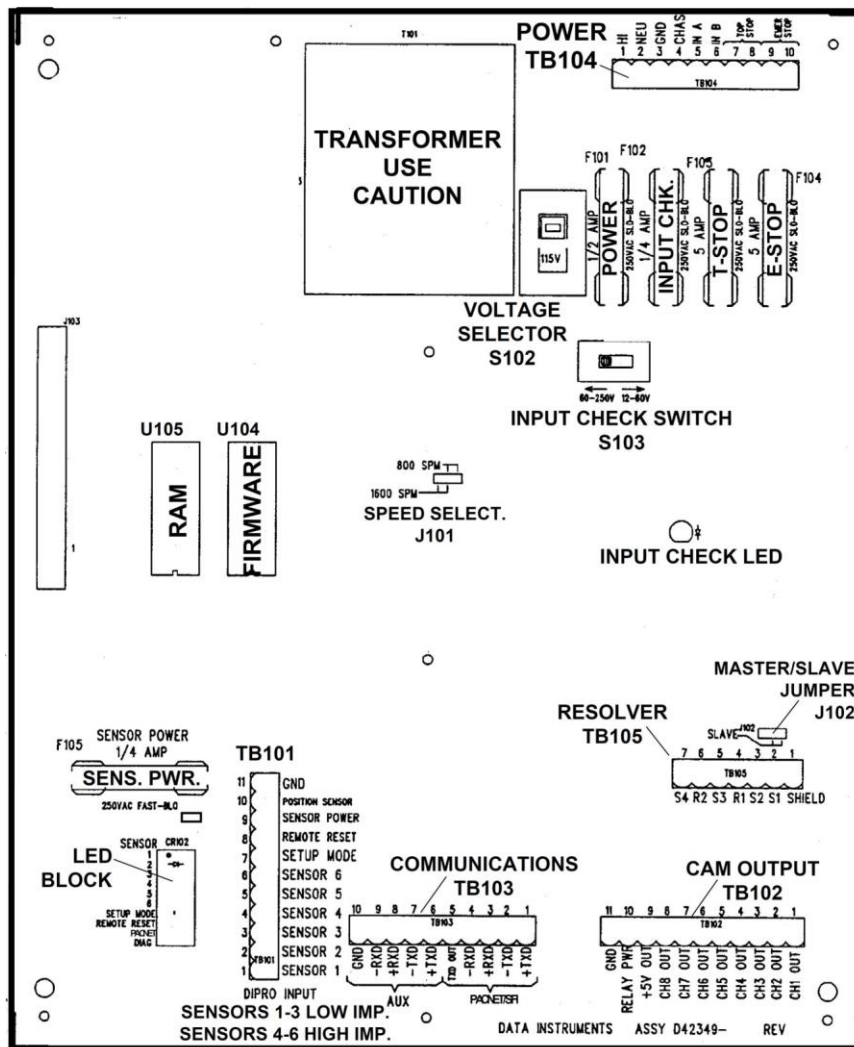 T101
POWER
TB104
HI
NEU
GND
CHAS
IN A
IN B
TOP STOP
EMER STOP
1 2 3 4 5 6 7 8 9 10
TB104
TRANSFORMER
USE
CAUTION
F101
F102
F105
F104
1/2 AMP
POWER
250VAC SLO-BLO
1/4 AMP
INPUT CHK.
250VAC SLO-BLO
5 AMP
T-STOP
250VAC SLO-BLO
5 AMP
E-STOP
250VAC SLO-BLO
115V
VOLTAGE
SELECTOR
S102
60-250V 12-60V
INPUT CHECK SWITCH
S103
J103
1
U105
RAM
U104
FIRMWARE
800 SPM
1600 SPM
SPEED SELECT.
J101
INPUT CHECK LED
MASTER/SLAVE
JUMPER
J102
J102
SLAVE
RESOLVER
TB105
7 6 5 4 3 2 1
TB105
S4 R2 S3 R1 S2 S1 SHIELD
SENSOR POWER
F105
1/4 AMP
SENS. PWR.
250VAC FAST-BLO
LED
BLOCK
SENSOR CR102
1
2
3
4
5
6
SETUP MODE
REMOTE RESET
PACNET
DIAG
TB101
11 GND
10 POSITION SENSOR
9 SENSOR POWER
8 REMOTE RESET
7 SETUP MODE
6 SENSOR 6
5 SENSOR 5
4 SENSOR 4
3 SENSOR 3
2 SENSOR 2
1 SENSOR 1
TB101
DIPRO INPUT
SENSORS 1-3 LOW IMP.
SENSORS 4-6 HIGH IMP.
COMMUNICATIONS
TB103
10 9 8 7 6 5 4 3 2 1
TB103
GND
-RXD
+RXD
-TXD
+TXD
TXD OUT
-RXD
+RXD
-TXD
+TXD
AUX
PACNET/SFI
CAM OUTPUT
TB102
11 10 9 8 7 6 5 4 3 2 1
TB102
GND
RELAY PWR
+5V OUT
CH8 OUT
CH7 OUT
CH6 OUT
CH5 OUT
CH4 OUT
CH3 OUT
CH2 OUT
CH1 OUT
DATA INSTRUMENTS ASSY D42349- REV